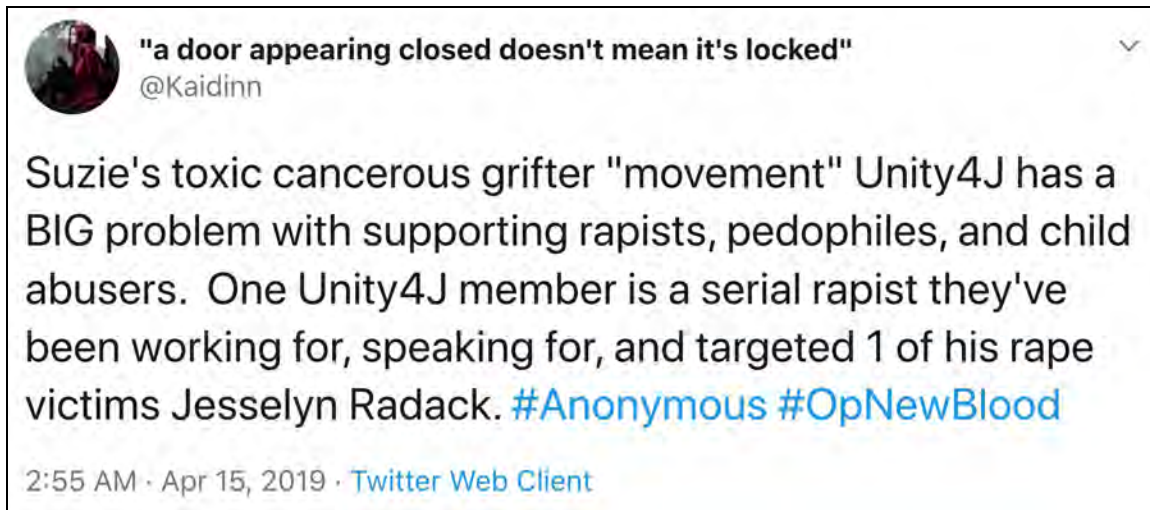 "a door appearing closed doesn't mean it's locked"
@Kaidinn
Suzie's toxic cancerous grifter "movement" Unity4J has a
BIG problem with supporting rapists, pedophiles, and child
abusers.  One Unity4J member is a serial rapist they've
been working for, speaking for, and targeted 1 of his rape
victims Jesselyn Radack. #Anonymous #OpNewBlood
2:55 AM · Apr 15, 2019 · Twitter Web Client